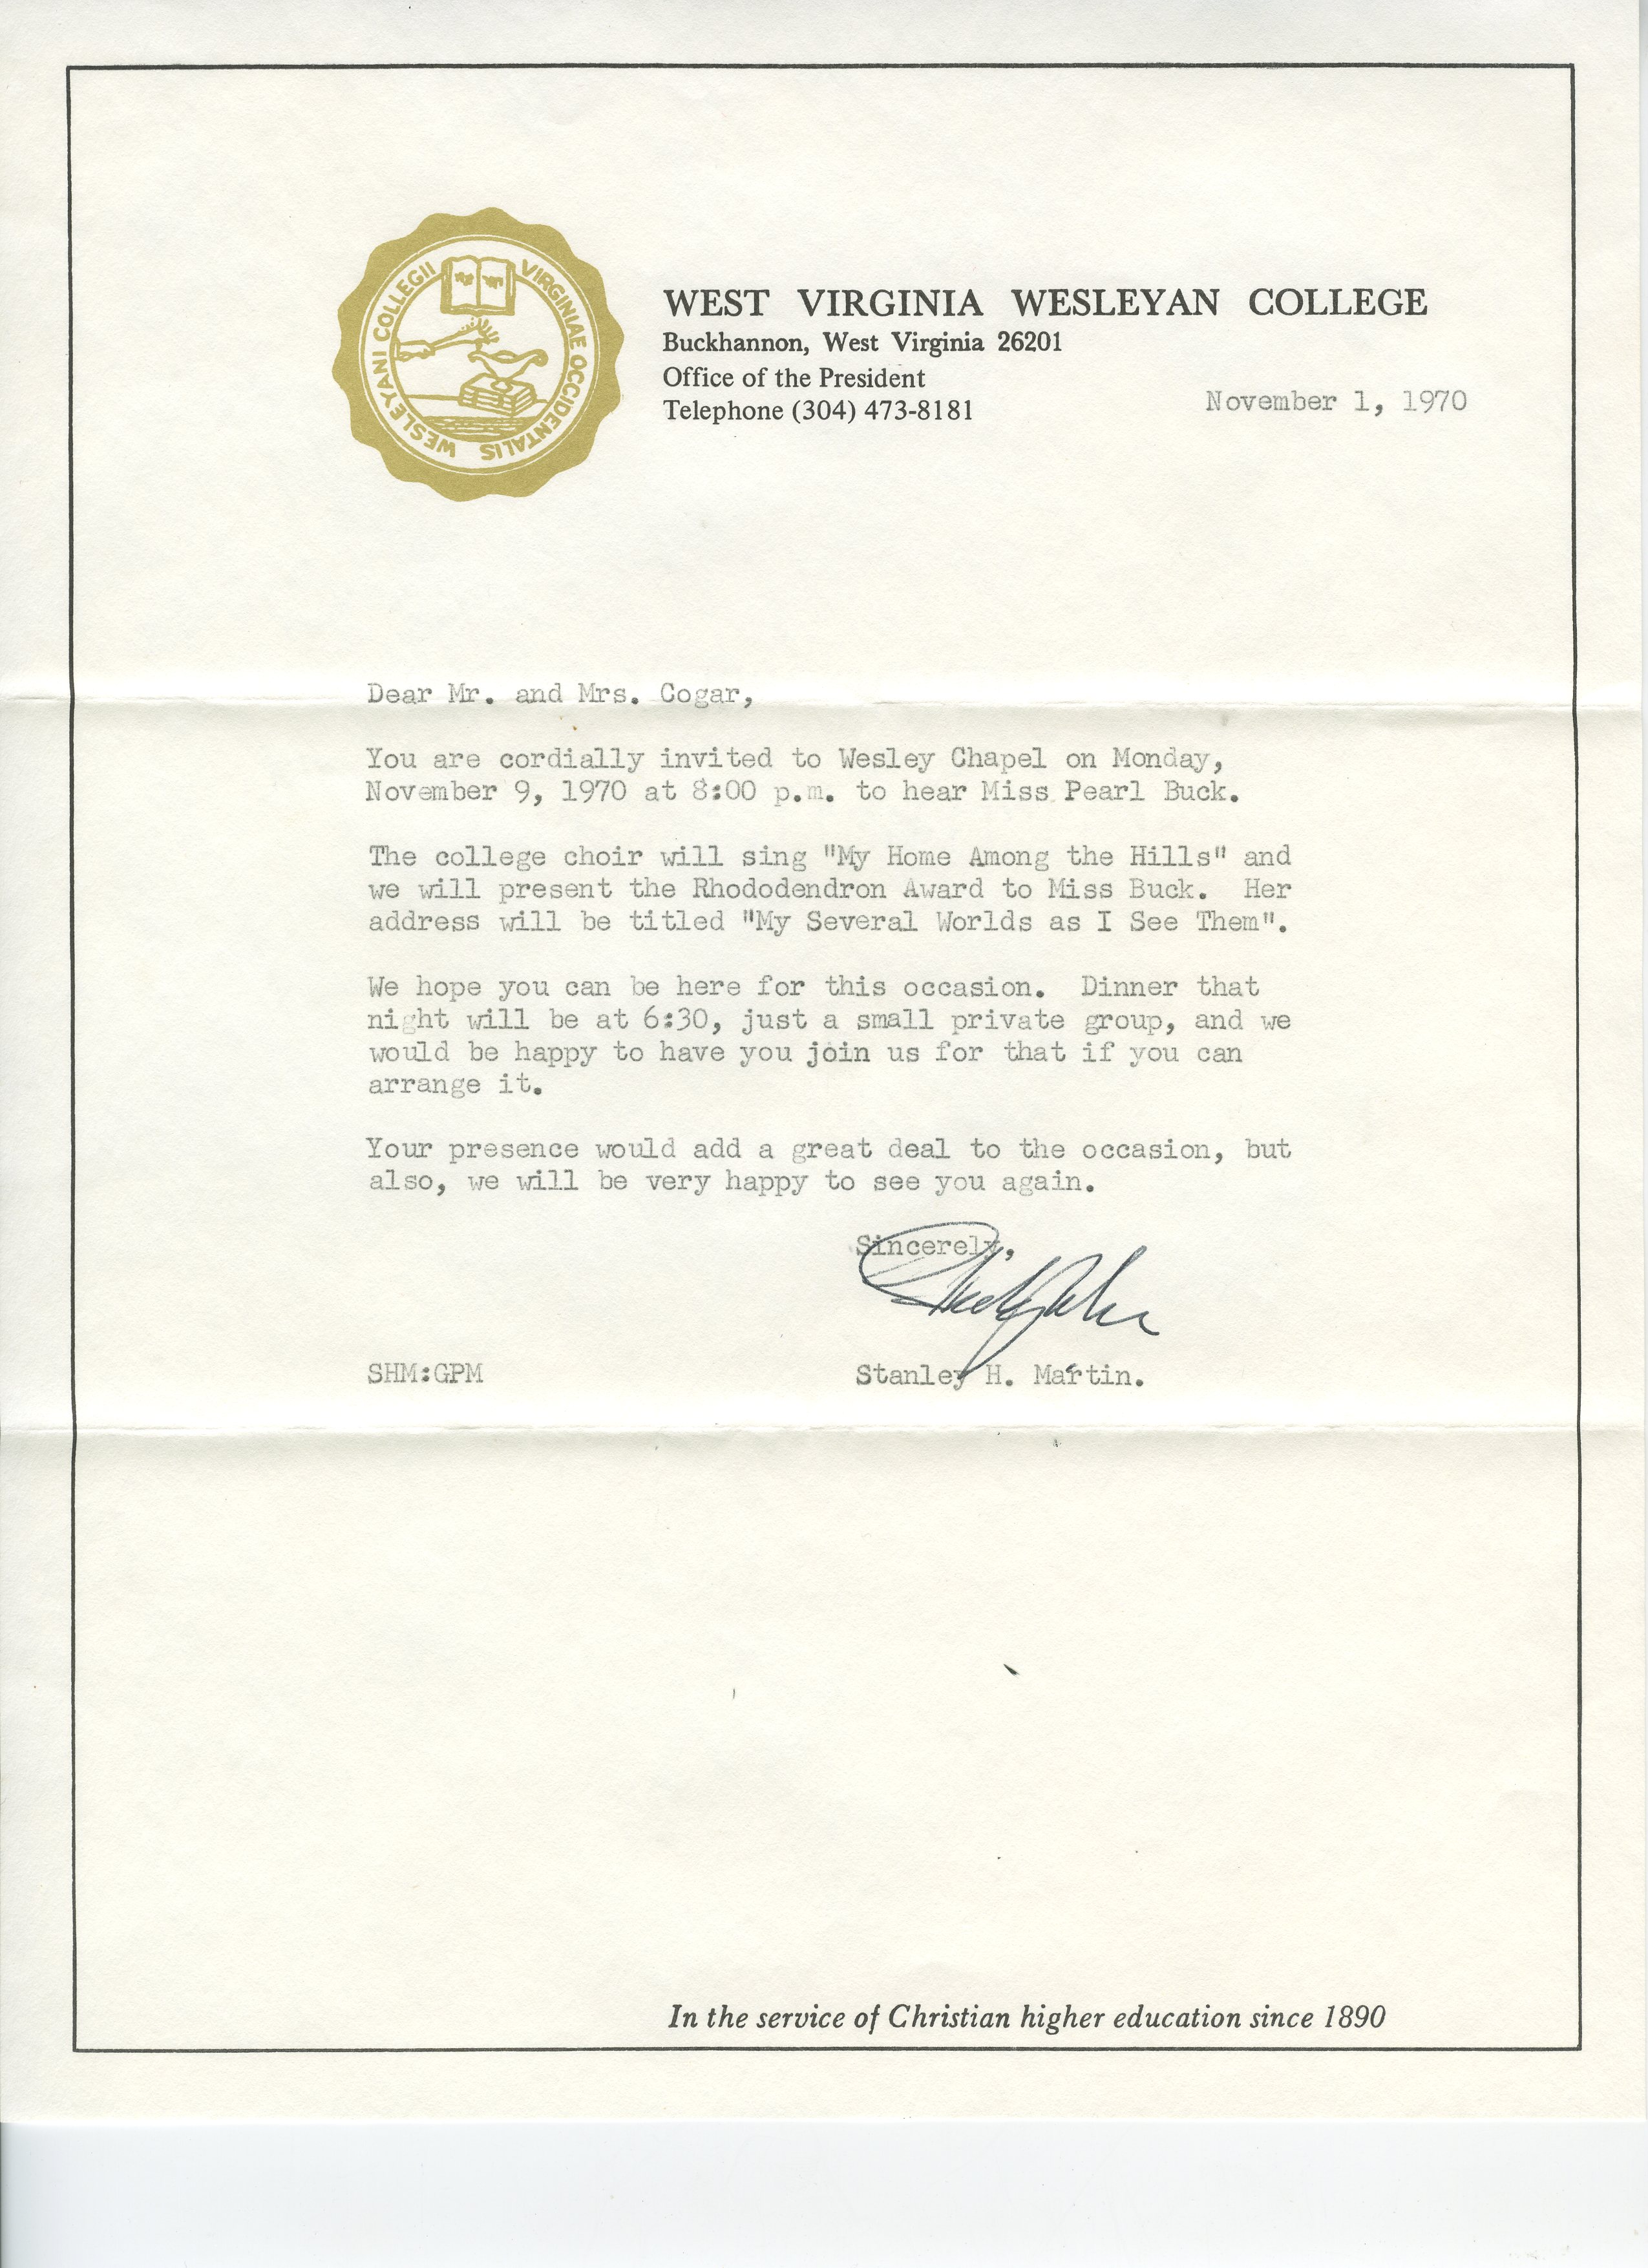 WESLEYANI COLLEGII VIRGINIAE OCCIDENTALIS
WEST VIRGINIA WESLEYAN COLLEGE
Buckhannon, West Virginia 26201
Office of the President
Telephone (304) 473-8181
November 1, 1970
Dear Mr. and Mrs. Cogar,
You are cordially invited to Wesley Chapel on Monday,
November 9, 1970 at 8:00 p.m. to hear Miss Pearl Buck.
The college choir will sing "My Home Among the Hills" and
we will present the Rhododendron Award to Miss Buck. Her
address will be titled "My Several Worlds as I See Them".
We hope you can be here for this occasion. Dinner that
night will be at 6:30, just a small private group, and we
would be happy to have you join us for that if you can
arrange it.
Your presence would add a great deal to the occasion, but
also, we will be very happy to see you again.
Sincerely,
SHM:GPM
Stanley H. Martin.
In the service of Christian higher education since 1890